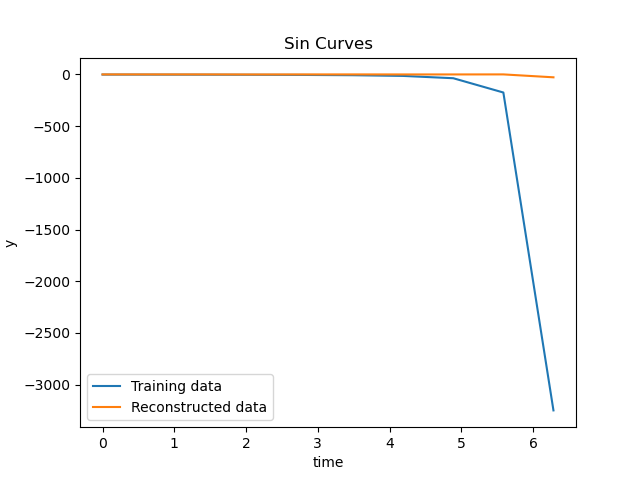 Sin Curves
0
−500
−1000
−1500
−2000
−2500
−3000
y
Training data
Reconstructed data
0 1 2 3 4 5 6
time